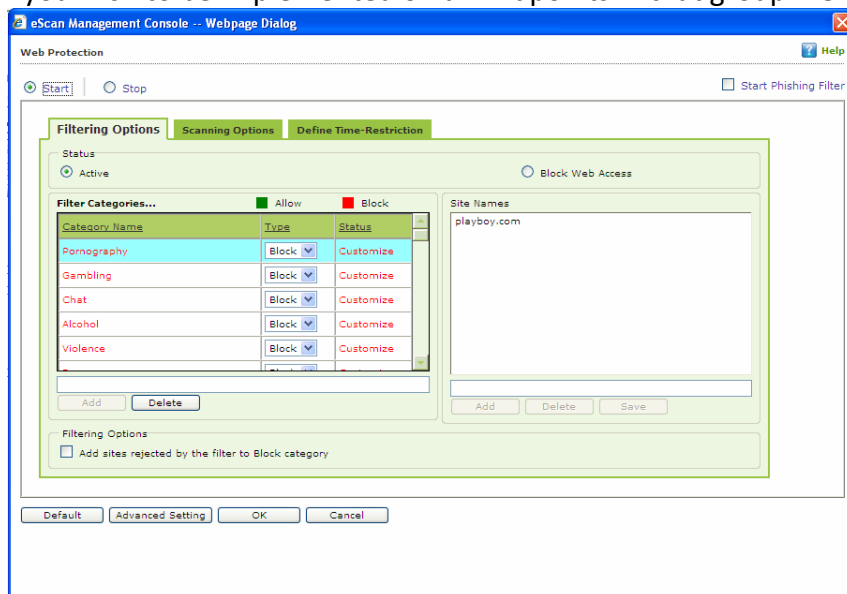 eScan Management Console -- Webpage Dialog
Web Protection
Help
Start
Stop
Start Phishing Filter
Filtering Options
Scanning Options
Define Time-Restriction
Status
Active
Block Web Access
Filter Categories...
Allow
Block
Category Name
Type
Status
Pornography
Block
Customize
Gambling
Block
Customize
Chat
Block
Customize
Alcohol
Block
Customize
Violence
Block
Customize
Add
Delete
Site Names
playboy.com
Add
Delete
Save
Filtering Options
Add sites rejected by the filter to Block category
Default
Advanced Setting
OK
Cancel